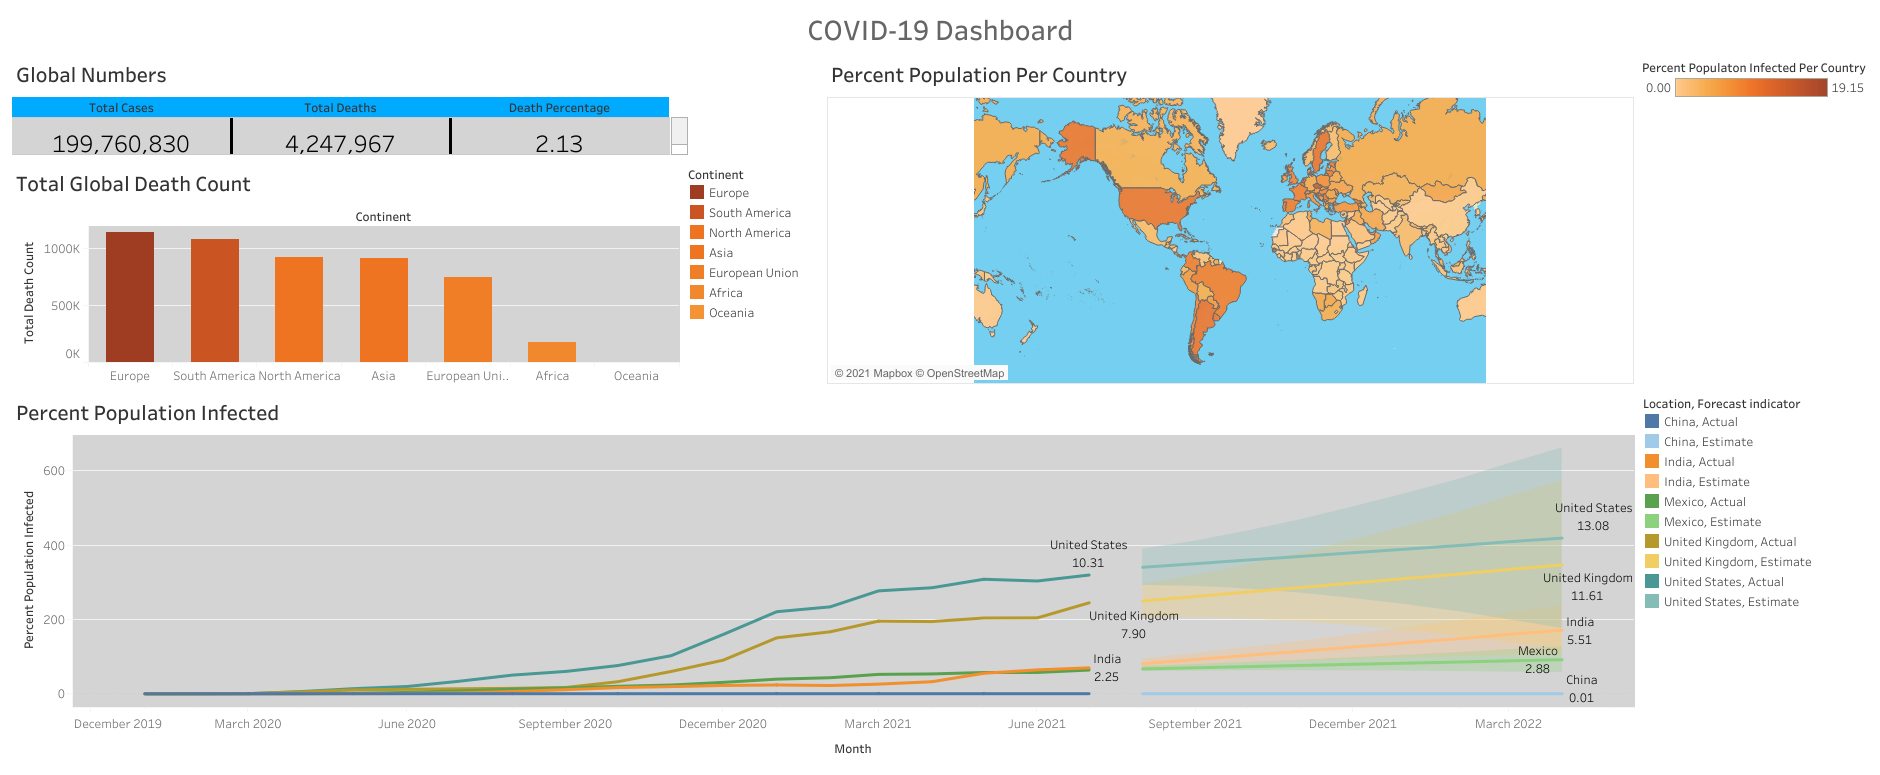 COVID-19 Dashboard
Global Numbers
Total Cases
Total Deaths
Death Percentage
199,760,830
4,247,967
2.13
Total Global Death Count
Continent
Total Death Count
1000K
500K
0K
Europe
South America
North America
Asia
European Uni..
Africa
Oceania
Continent
Europe
South America
North America
Asia
European Union
Africa
Oceania
Percent Population Per Country
© 2021 Mapbox © OpenStreetMap
Percent Populaton Infected Per Country
0.00
19.15
Percent Population Infected
Percent Population Infected
600
400
200
0
United States
10.31
United Kingdom
7.90
India
2.25
United States
13.08
United Kingdom
11.61
India
5.51
Mexico
2.88
China
0.01
December 2019
March 2020
June 2020
September 2020
December 2020
March 2021
June 2021
September 2021
December 2021
March 2022
Month
Location, Forecast indicator
China, Actual
China, Estimate
India, Actual
India, Estimate
Mexico, Actual
Mexico, Estimate
United Kingdom, Actual
United Kingdom, Estimate
United States, Actual
United States, Estimate